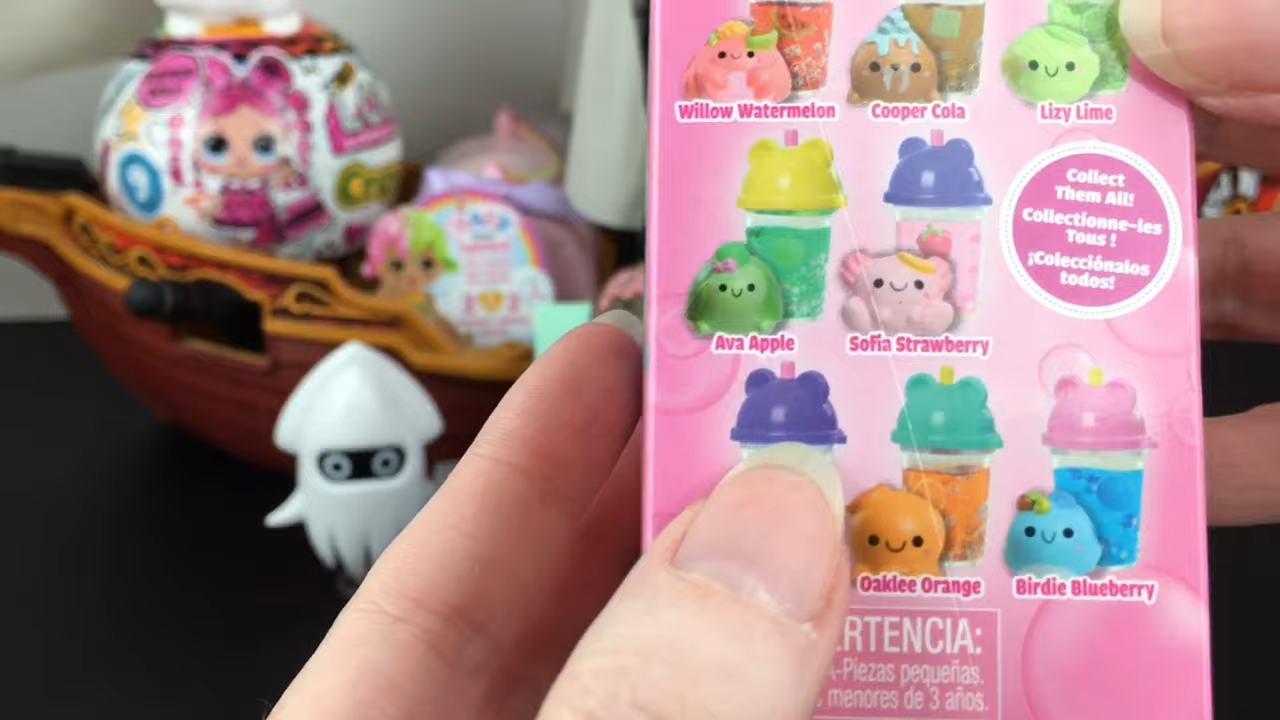 Willow Watermelon
Cooper Cola
Lizy Lime
Collect
Them All!
Collectionne-les
Tous !
¡Colecciónalos
todos!
Ava Apple
Sofia Strawberry
Oaklee Orange
Birdie Blueberry
ERTENCIA:
-Piezas pequeñas.
menores de 3 años.